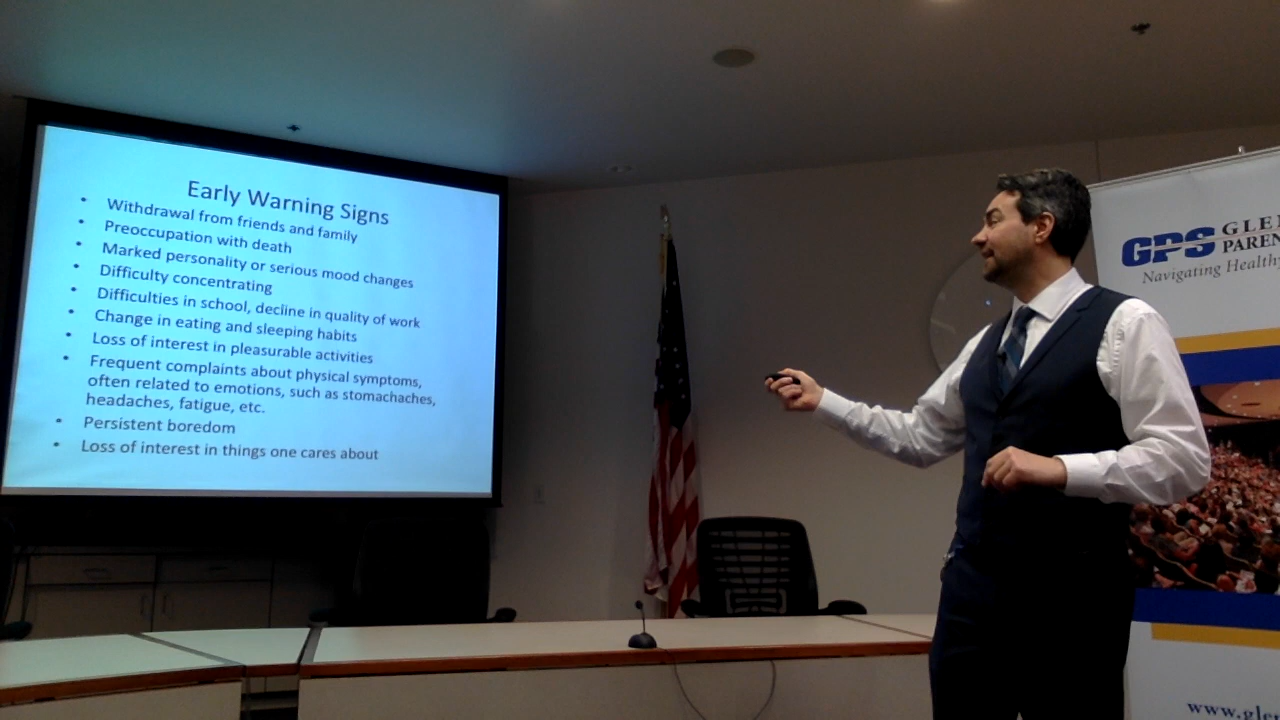 Early Warning Signs
• Withdrawal from friends and family
• Preoccupation with death
• Marked personality or serious mood changes
• Difficulty concentrating
• Difficulties in school, decline in quality of work
• Change in eating and sleeping habits
• Loss of interest in pleasurable activities
• Frequent complaints about physical symptoms,
often related to emotions, such as stomachaches,
headaches, fatigue, etc.
• Persistent boredom
• Loss of interest in things one cares about
GPS
GLE
PAREN
Navigating Healthy
www.gle